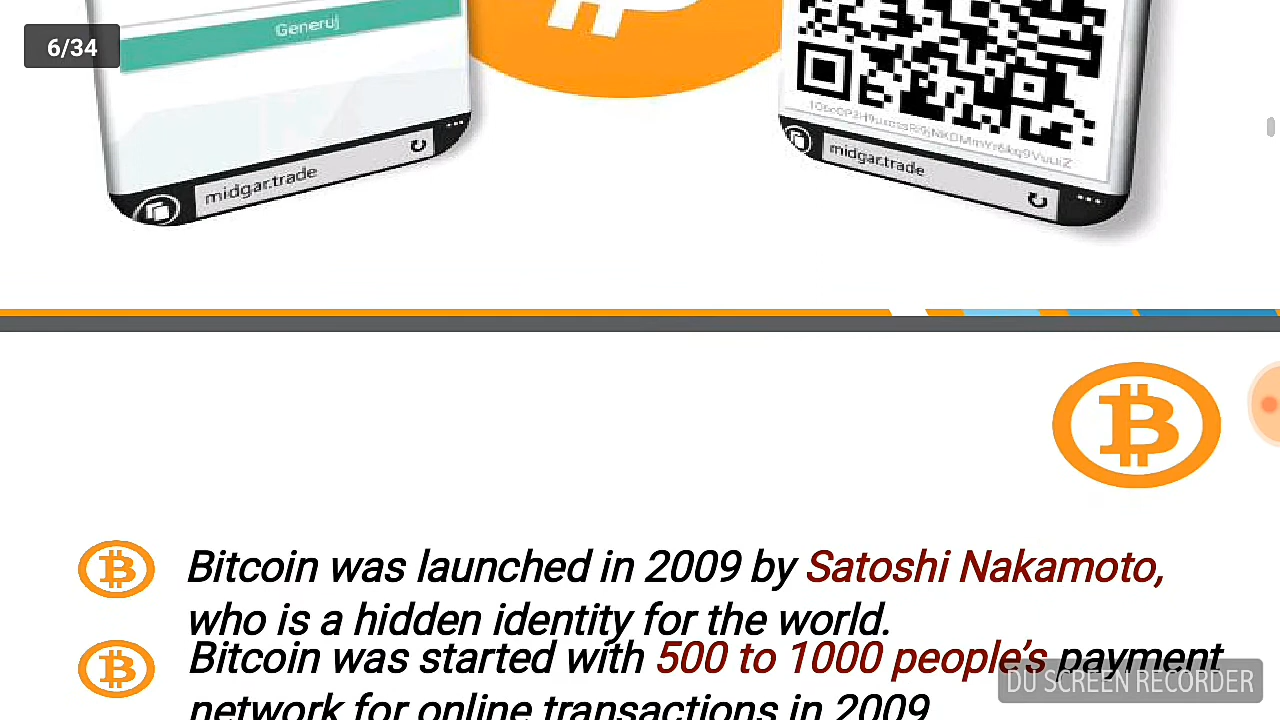 6/34
Generuj
midgar.trade
midgar.trade
Bitcoin was launched in 2009 by Satoshi Nakamoto,
who is a hidden identity for the world.
Bitcoin was started with 500 to 1000 people's payment
network for online transactions in 2009
DU SCREEN RECORDER